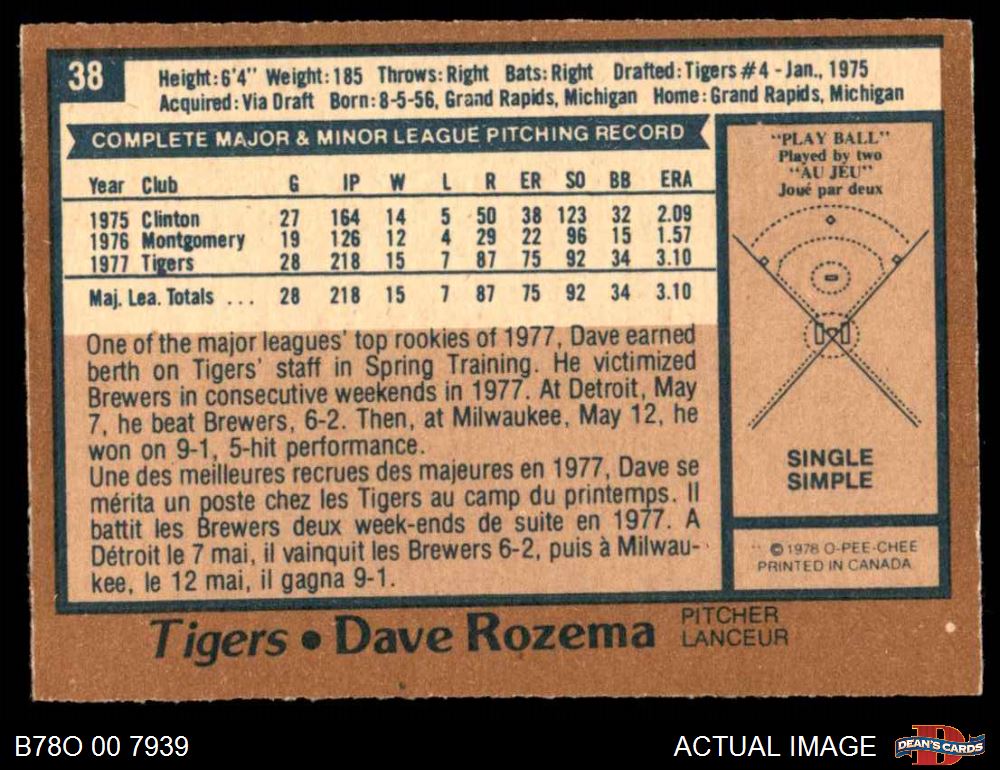 38
Height:6'4" Weight:185 Throws:Right Bats:Right Drafted:Tigers #4 - Jan., 1975
Acquired:Via Draft Born:8-5-56, Grand Rapids, Michigan Home:Grand Rapids, Michigan
COMPLETE MAJOR & MINOR LEAGUE PITCHING RECORD
Year Club G IP W L R ER SO BB ERA
1975 Clinton 27 164 14 5 50 38 123 32 2.09
1976 Montgomery 19 126 12 4 29 22 96 15 1.57
1977 Tigers 28 218 15 7 87 75 92 34 3.10
Maj. Lea. Totals ... 28 218 15 7 87 75 92 34 3.10
One of the major leagues' top rookies of 1977, Dave earned
berth on Tigers' staff in Spring Training. He victimized
Brewers in consecutive weekends in 1977. At Detroit, May
7, he beat Brewers, 6-2. Then, at Milwaukee, May 12, he
won on 9-1, 5-hit performance.
Une des meilleures recrues des majeures en 1977, Dave se
mérita un poste chez les Tigers au camp du printemps. Il
battit les Brewers deux week-ends de suite en 1977. A
Détroit le 7 mai, il vainquit les Brewers 6-2, puis à Milwau-
kee, le 12 mai, il gagna 9-1.
"PLAY BALL"
Played by two
"AU JEU"
Joué par deux
SINGLE
SIMPLE
© 1978 O-PEE-CHEE
PRINTED IN CANADA
Tigers • Dave Rozema
PITCHER
LANCEUR
B78O 00 7939
ACTUAL IMAGE
DEAN'S CARDS